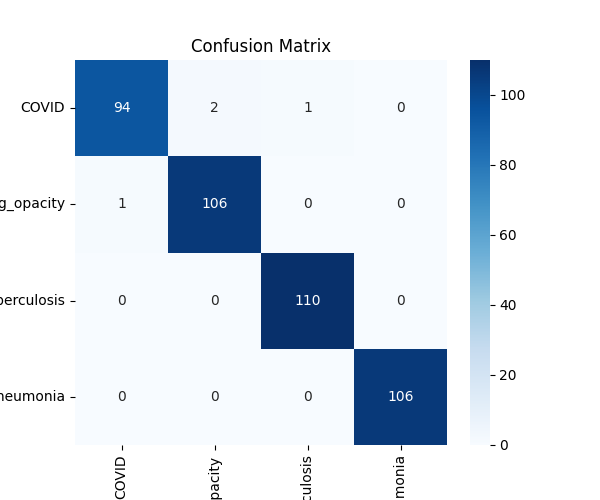 Confusion Matrix
COVID 94 2 1 0
g_opacity 1 106 0 0
berculosis 0 0 110 0
neumonia 0 0 0 106
COVID
pacity
culosis
monia
100
80
60
40
20
0